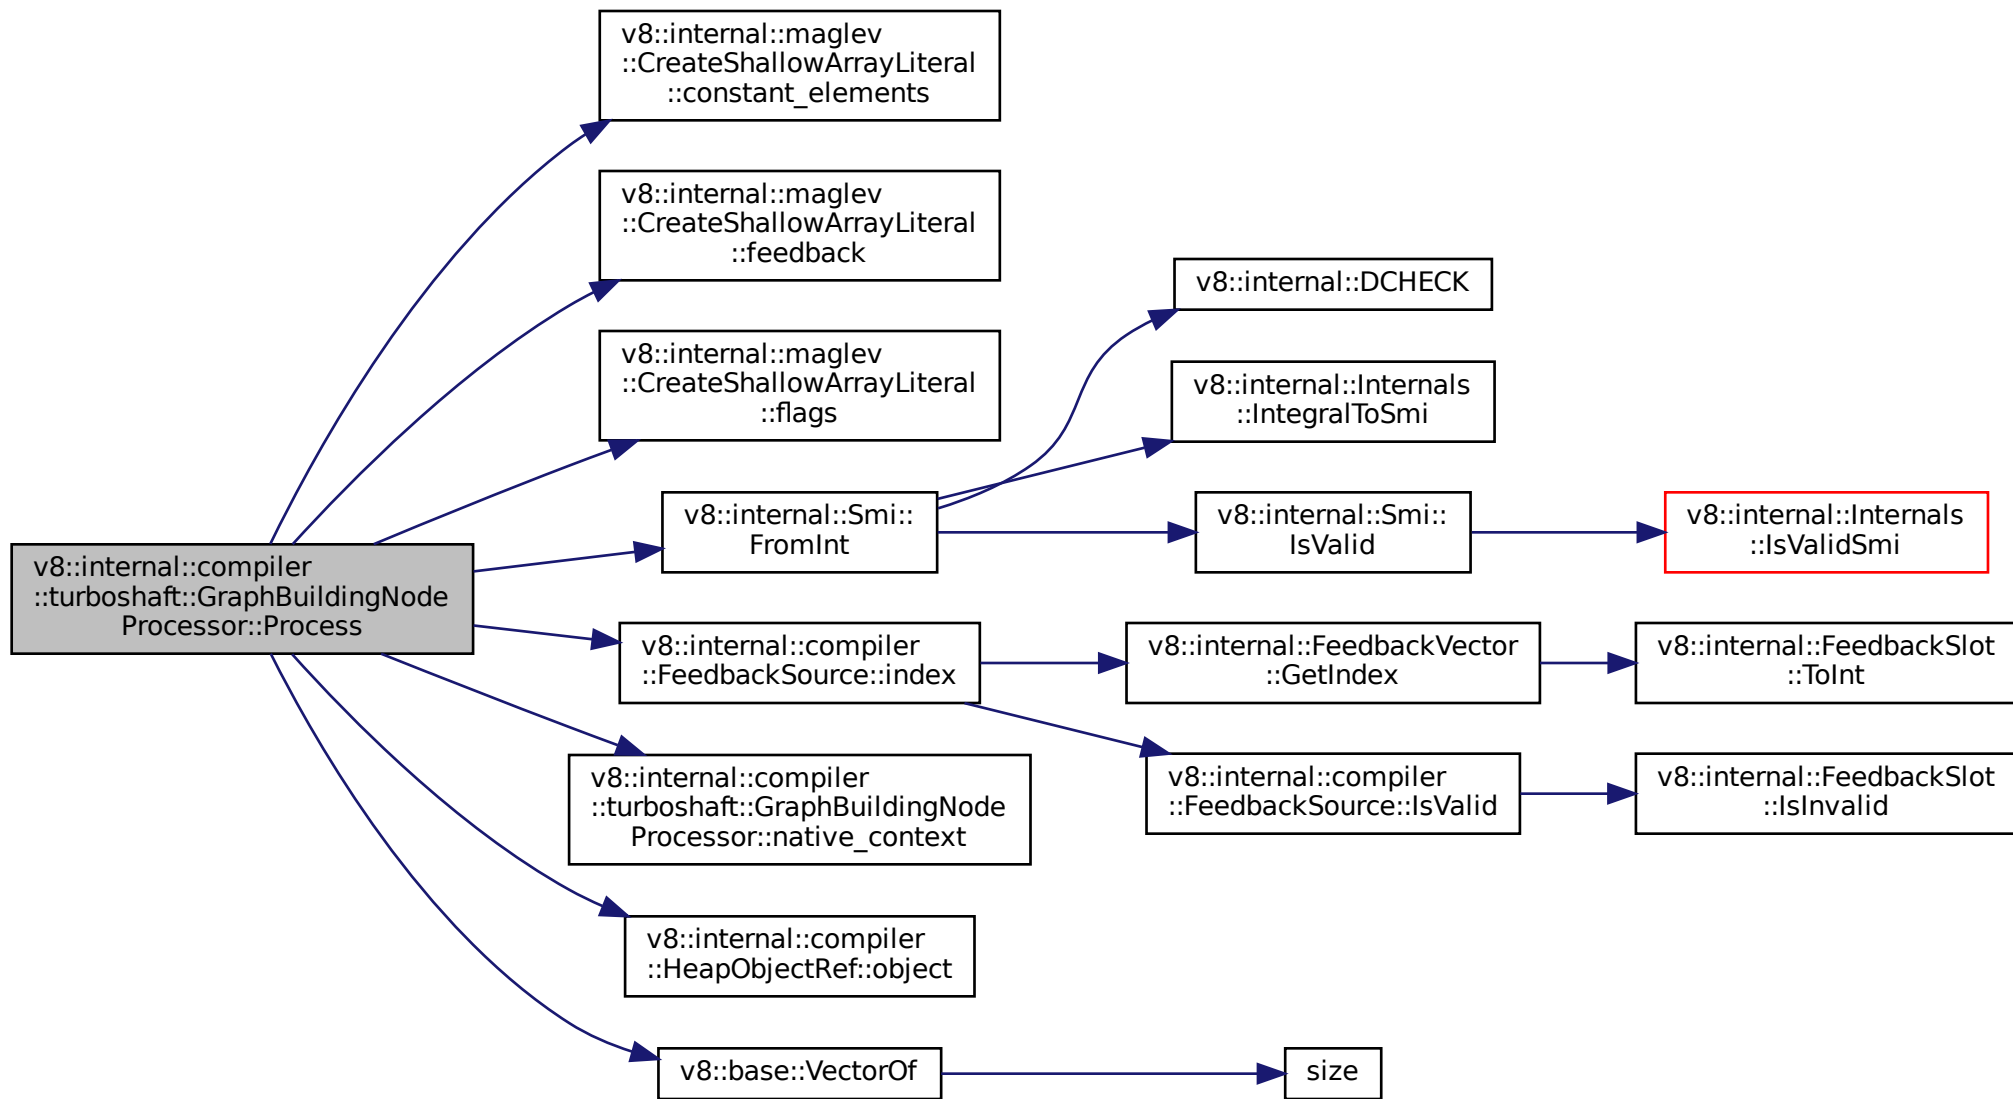 v8::internal::maglev
::CreateShallowArrayLiteral
::constant_elements
v8::internal::maglev
::CreateShallowArrayLiteral
::feedback
v8::internal::maglev
::CreateShallowArrayLiteral
::flags
v8::internal::DCHECK
v8::internal::Internals
::IntegralToSmi
v8::internal::Smi::
FromInt
v8::internal::Smi::
IsValid
v8::internal::Internals
::IsValidSmi
v8::internal::compiler
::turboshaft::GraphBuildingNode
Processor::Process
v8::internal::compiler
::FeedbackSource::index
v8::internal::FeedbackVector
::GetIndex
v8::internal::FeedbackSlot
::ToInt
v8::internal::compiler
::turboshaft::GraphBuildingNode
Processor::native_context
v8::internal::compiler
::FeedbackSource::IsValid
v8::internal::FeedbackSlot
::IsInvalid
v8::internal::compiler
::HeapObjectRef::object
v8::base::VectorOf
size